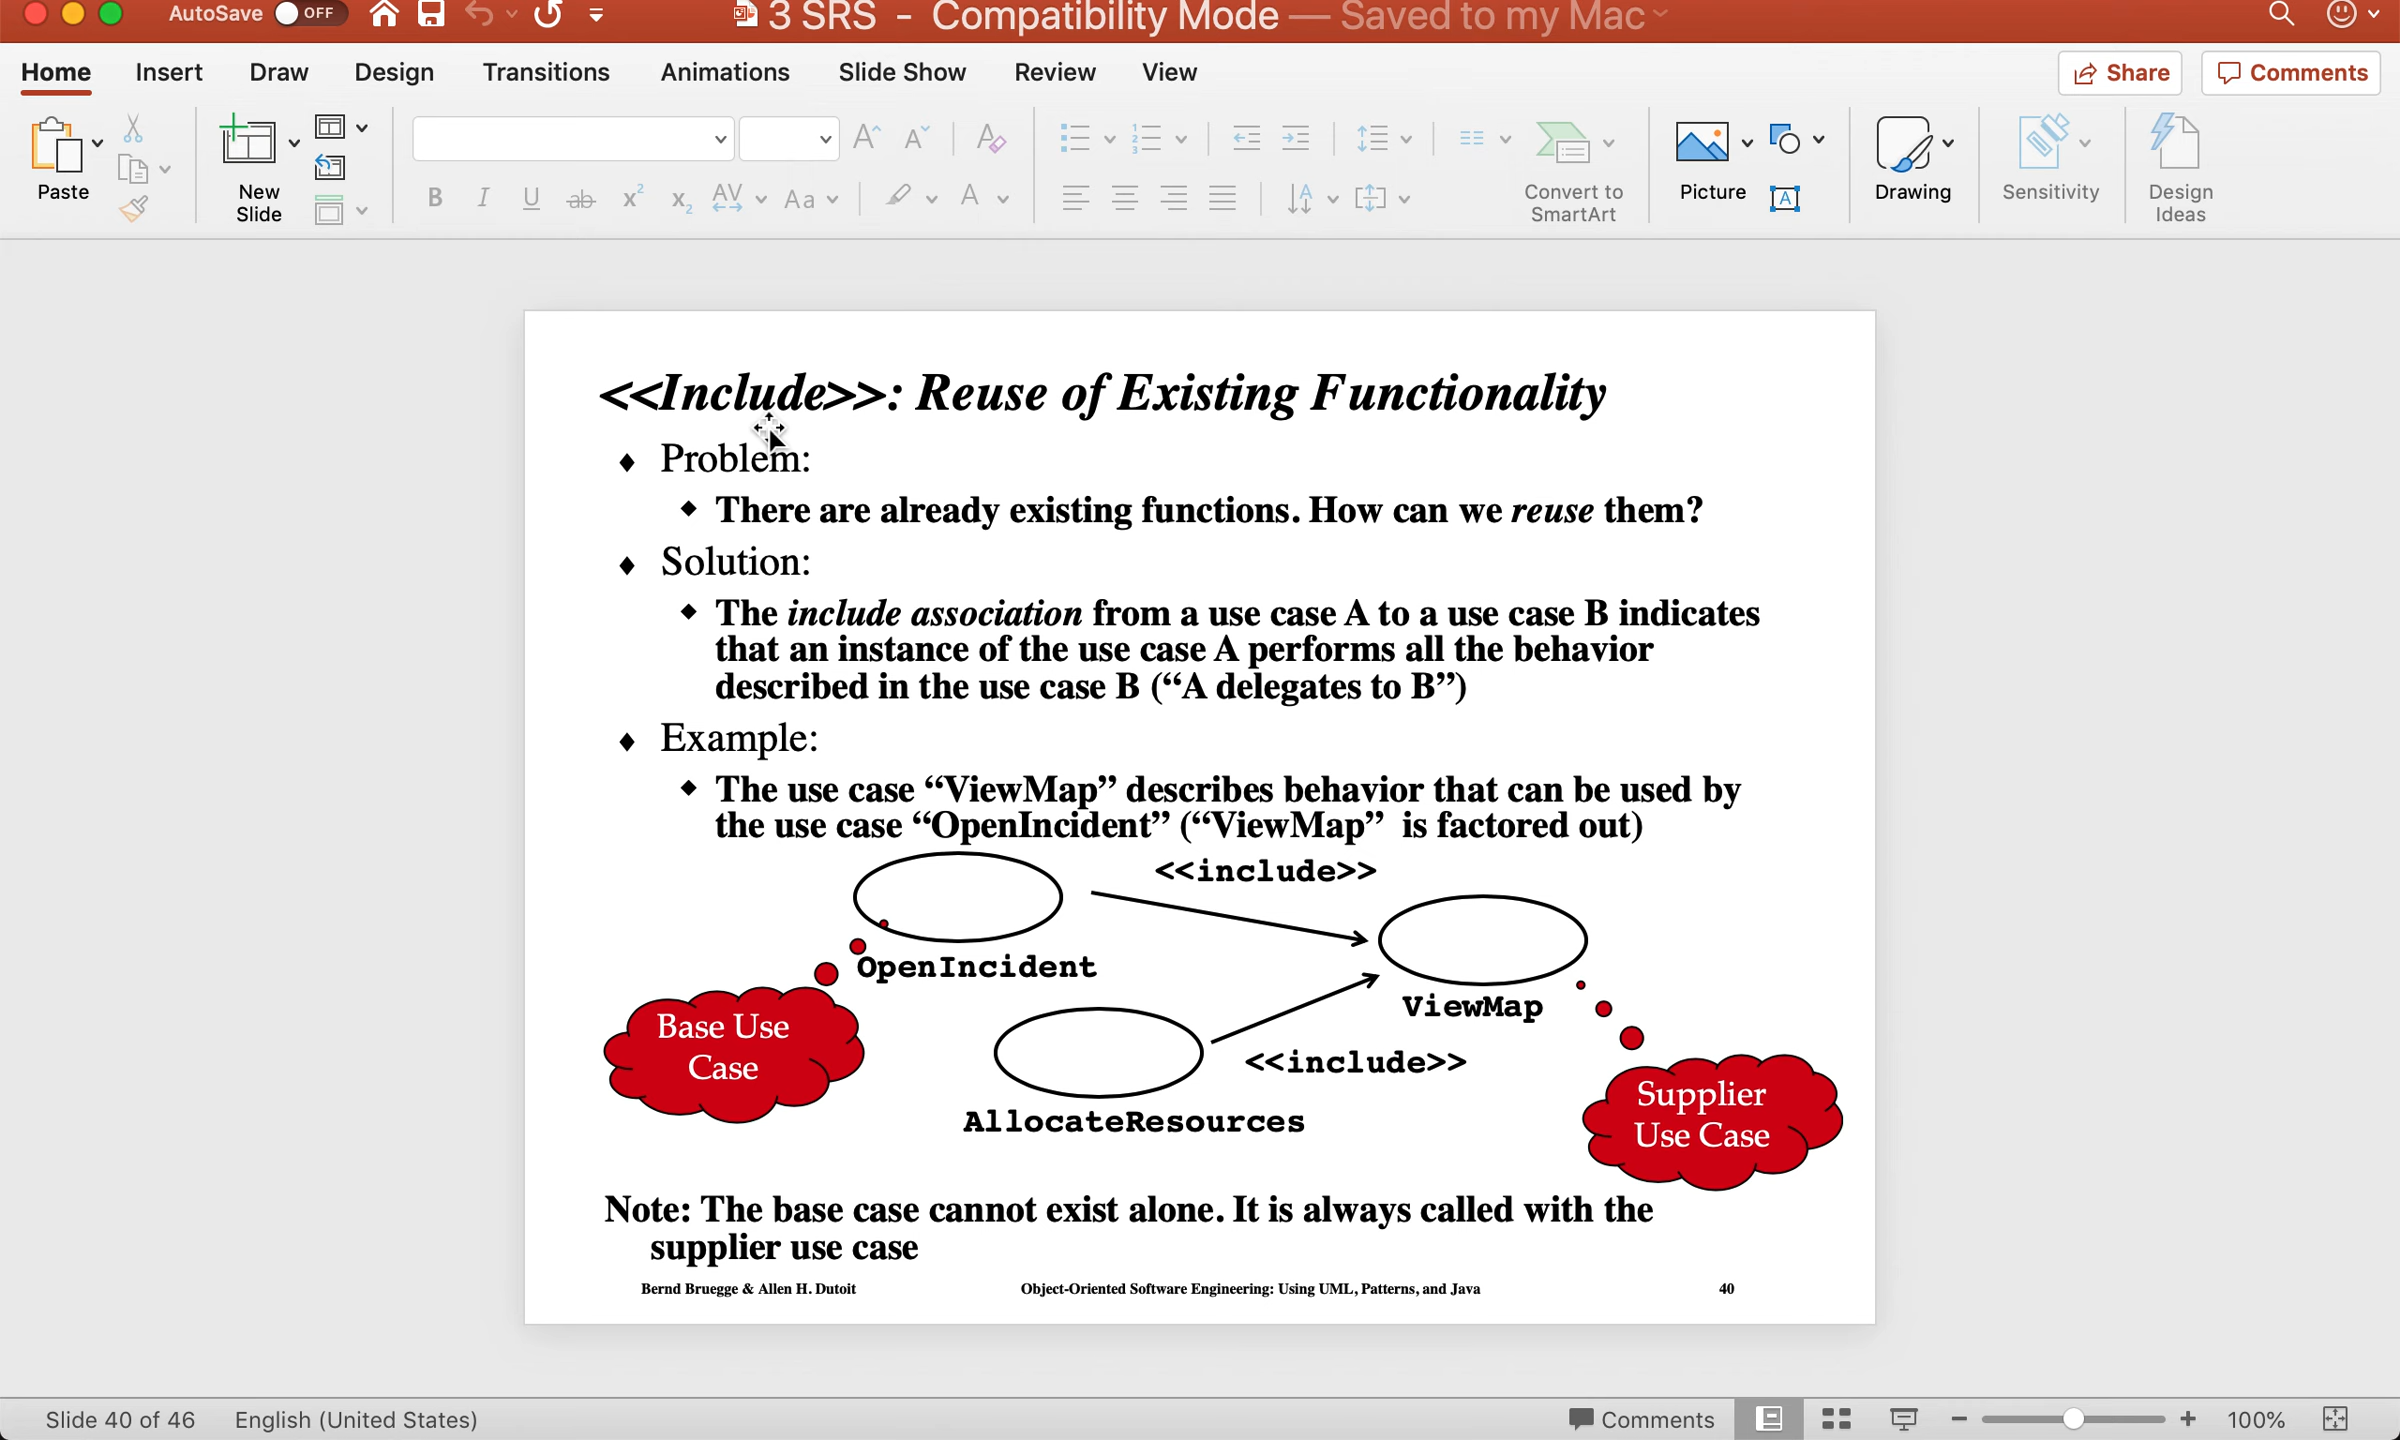 AutoSave OFF 3 SRS - Compatibility Mode — Saved to my Mac
Home Insert Draw Design Transitions Animations Slide Show Review View Share Comments
Paste New Slide Convert to SmartArt Picture Drawing Sensitivity Design Ideas
<<Include>>: Reuse of Existing Functionality
♦ Problem:
◆ There are already existing functions. How can we reuse them?
♦ Solution:
◆ The include association from a use case A to a use case B indicates
that an instance of the use case A performs all the behavior
described in the use case B (“A delegates to B”)
♦ Example:
◆ The use case “ViewMap” describes behavior that can be used by
the use case “OpenIncident” (“ViewMap” is factored out)
<<include>>
OpenIncident
ViewMap
Base Use
Case
<<include>>
AllocateResources
Supplier
Use Case
Note: The base case cannot exist alone. It is always called with the
supplier use case
Bernd Bruegge & Allen H. Dutoit Object-Oriented Software Engineering: Using UML, Patterns, and Java 40
Slide 40 of 46 English (United States) Comments 100%